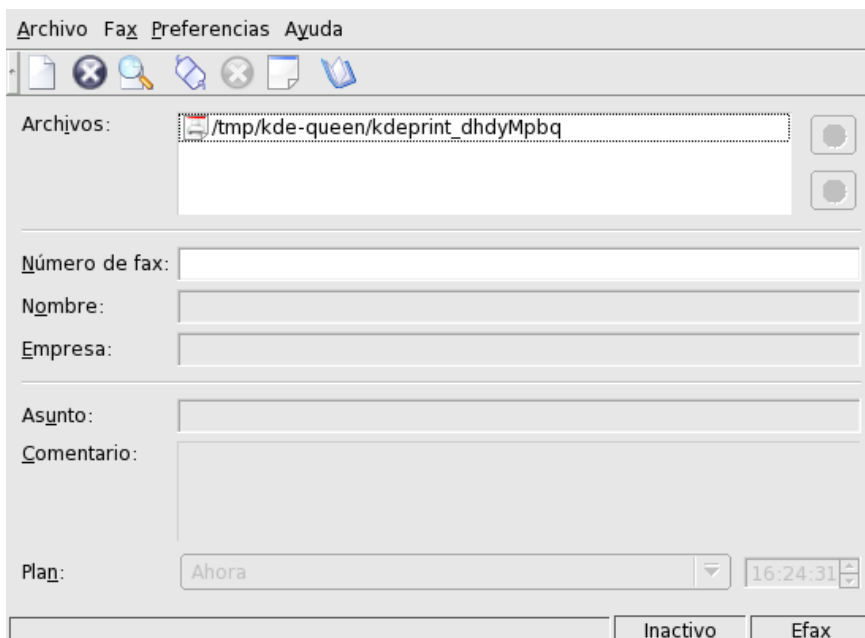 Archivo Fax Preferencias Ayuda
Archivos:
/tmp/kde-queen/kdeprint_dhdyMpbq
Número de fax:
Nombre:
Empresa:
Asunto:
Comentario:
Plan:
Ahora
16:24:31
Inactivo
Efax